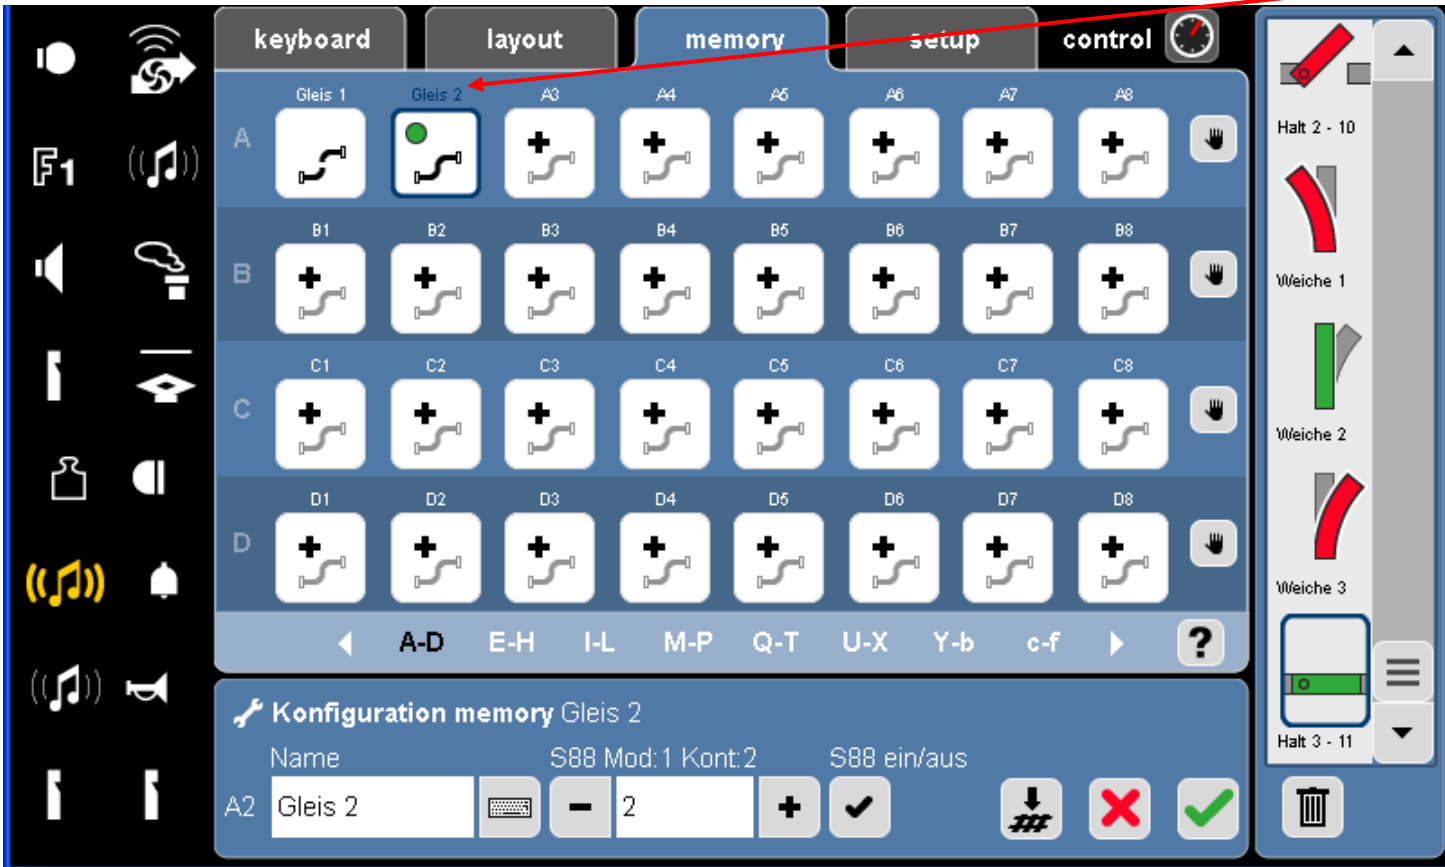 keyboard layout memory setup control
Gleis 1 Gleis 2 A3 A4 A5 A6 A7 A8
A
F1
B1 B2 B3 B4 B5 B6 B7 B8
B
C1 C2 C3 C4 C5 C6 C7 C8
C
D1 D2 D3 D4 D5 D6 D7 D8
D
A-D E-H I-L M-P Q-T U-X Y-b c-f ?
Konfiguration memory Gleis 2
Name S88 Mod:1 Kont:2 S88 ein/aus
A2 Gleis 2 2
Halt 2 - 10
Weiche 1
Weiche 2
Weiche 3
Halt 3 - 11